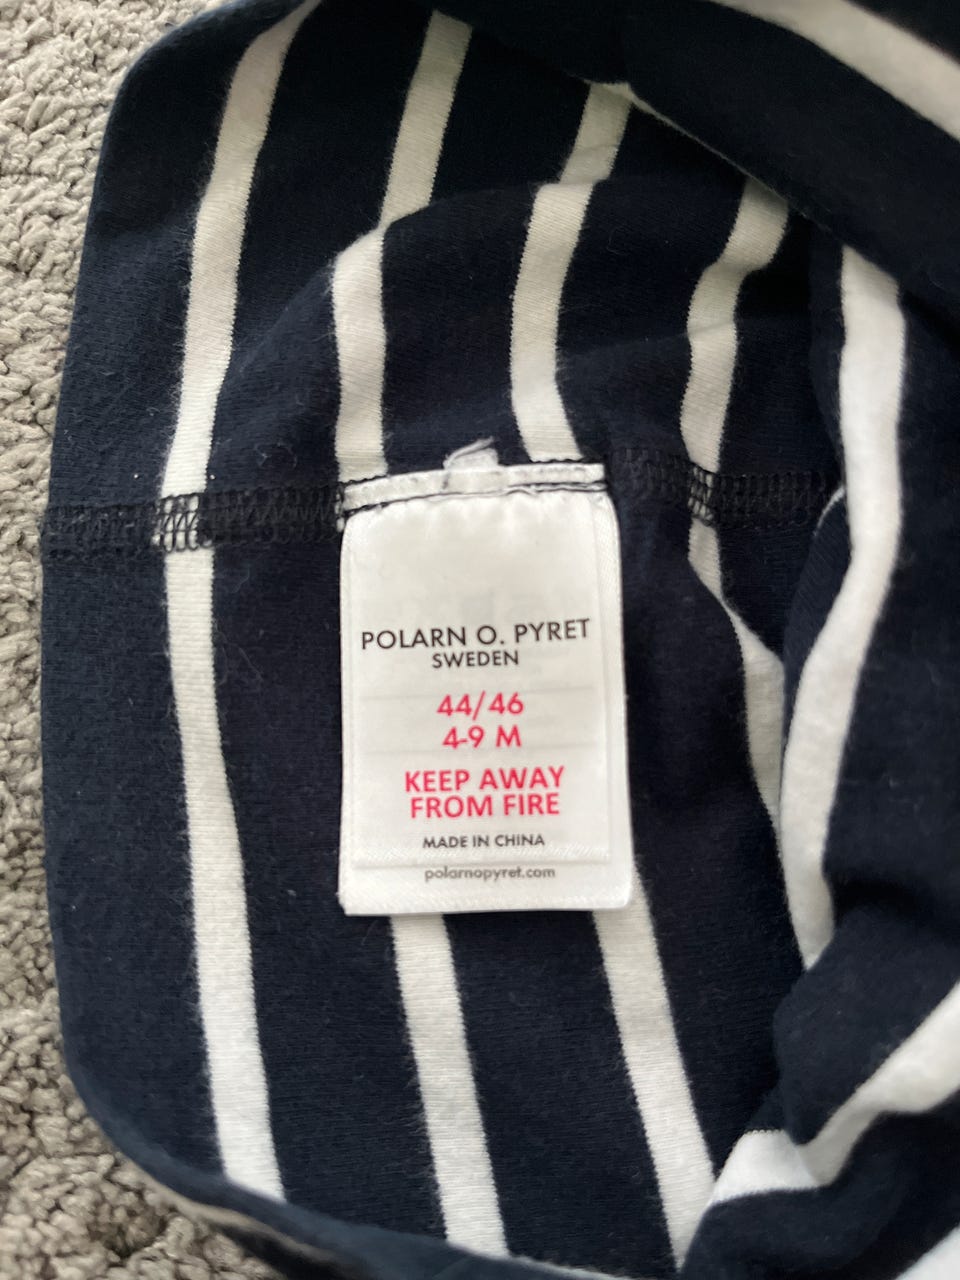 POLARN O. PYRET
SWEDEN
44/46
4-9 M
KEEP AWAY
FROM FIRE
MADE IN CHINA
polarnopyret.com